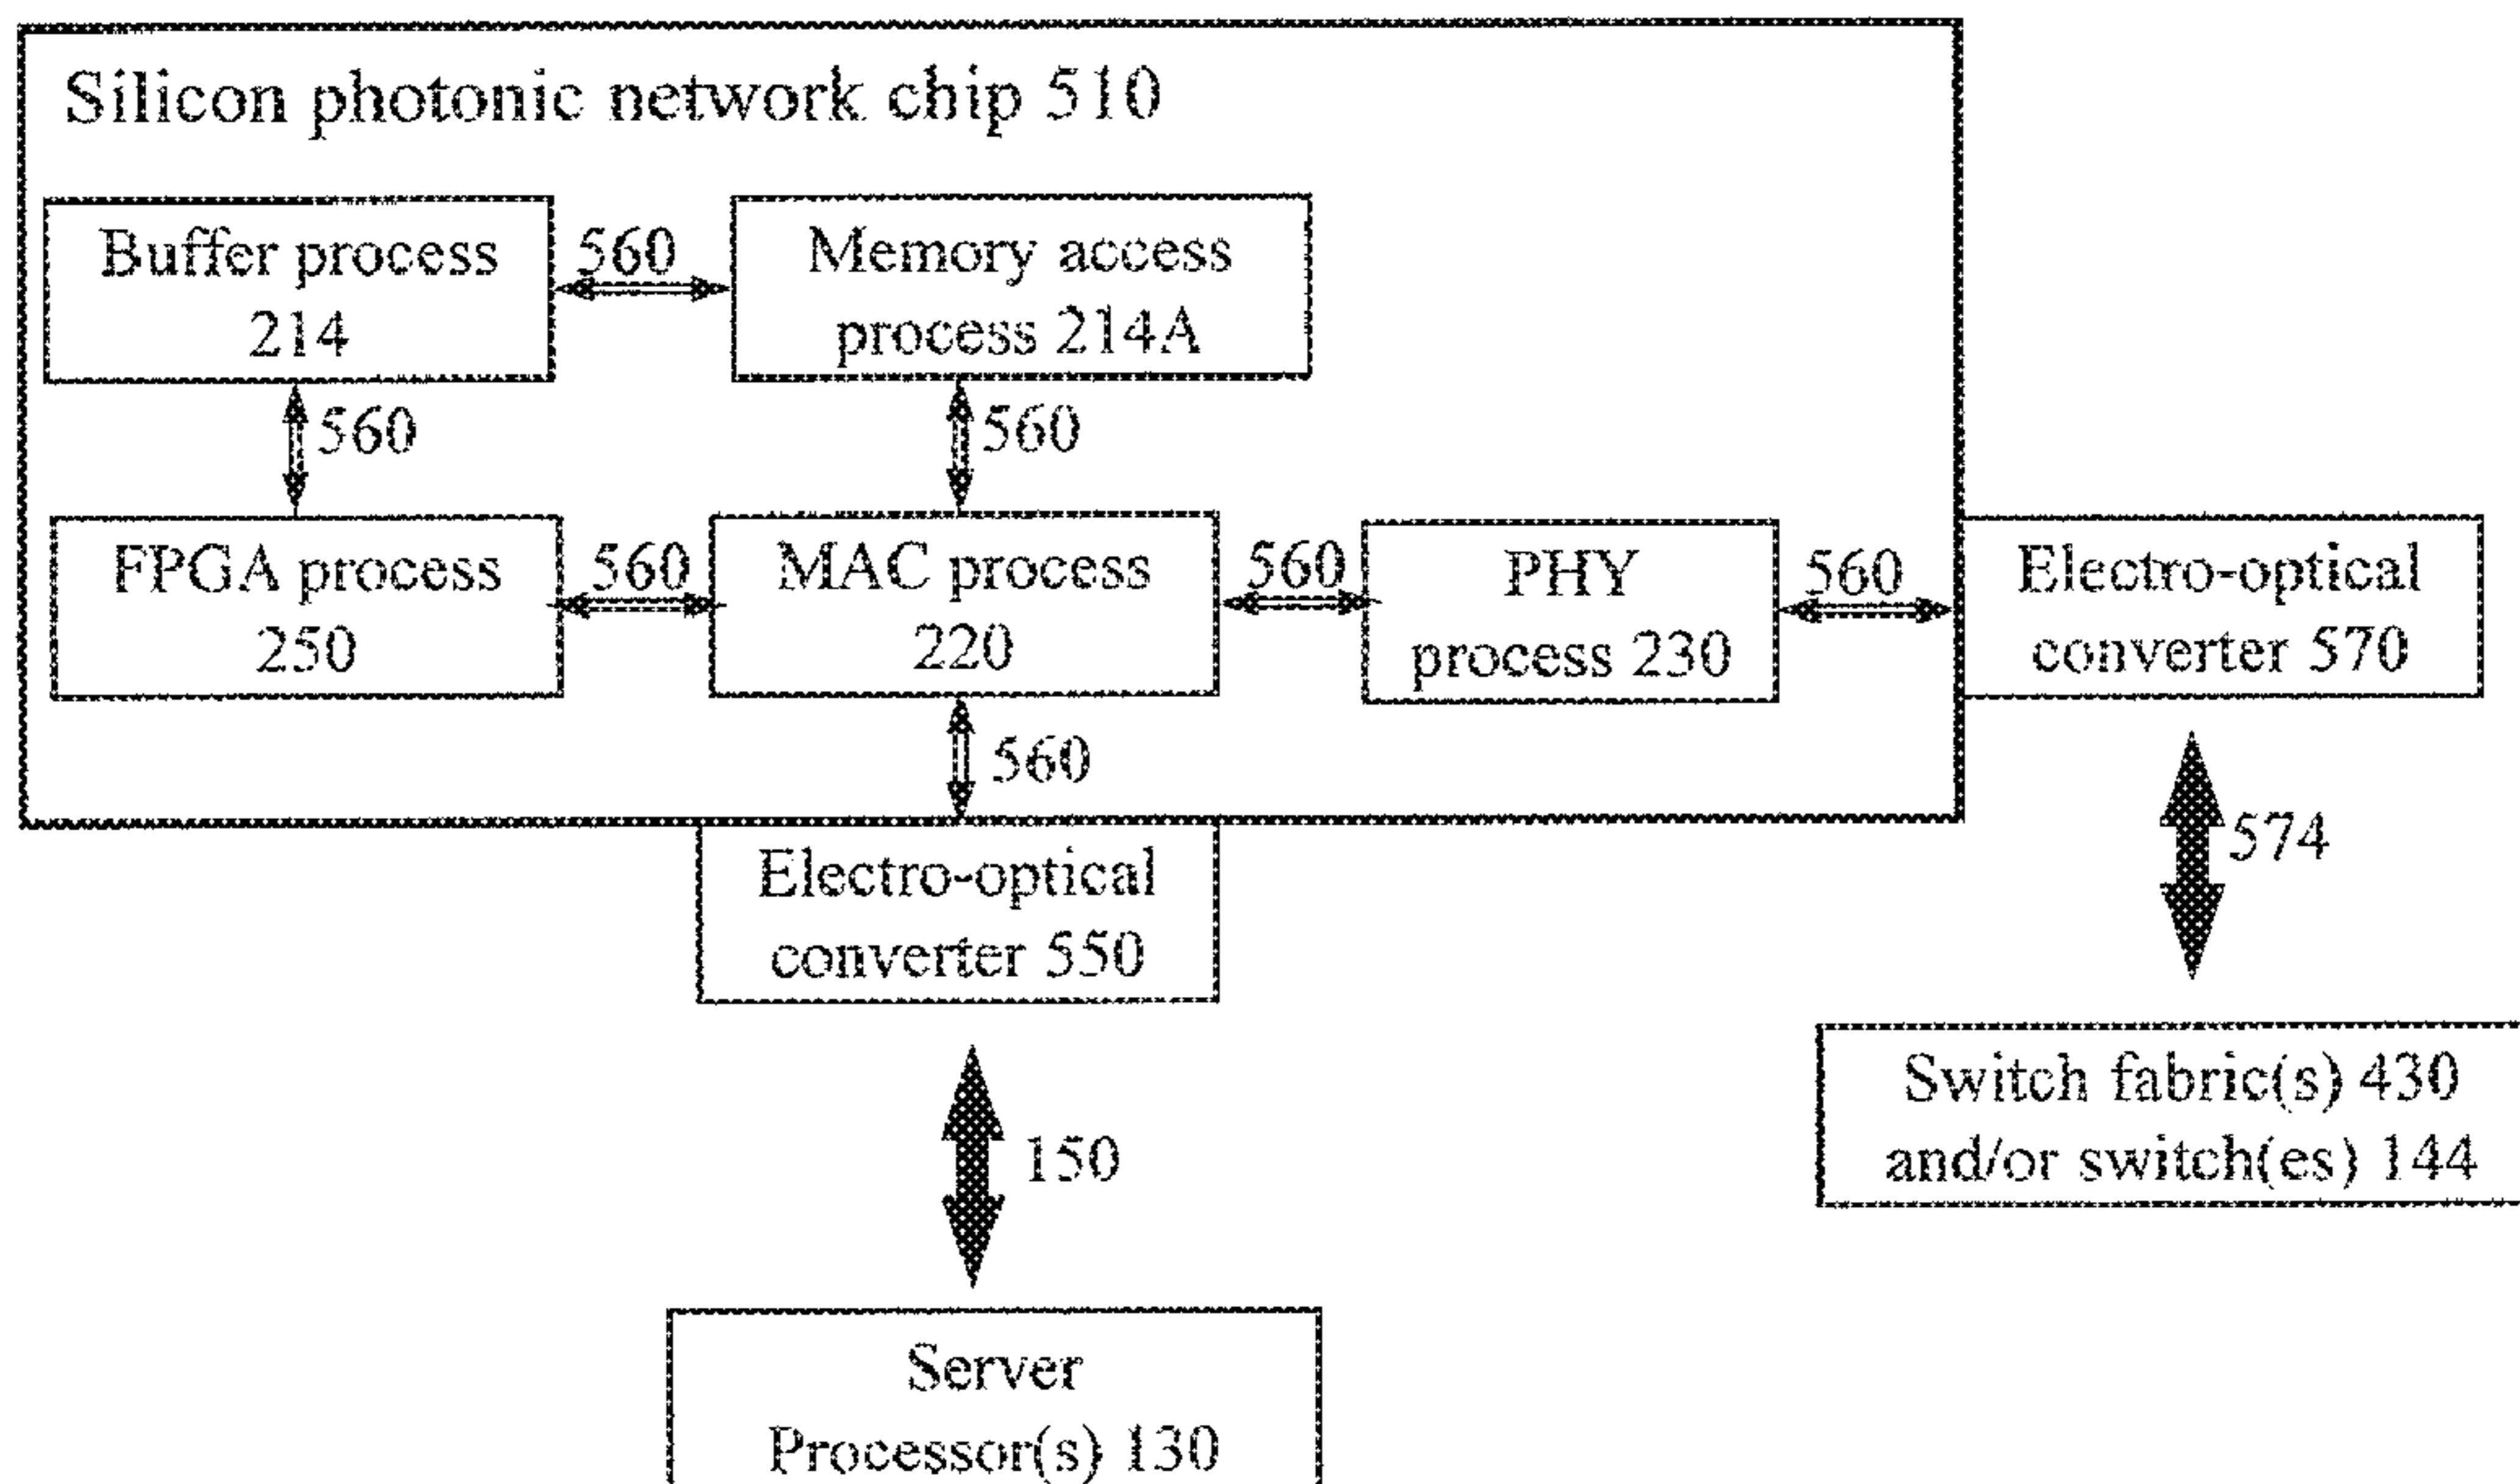 Silicon photonic network chip 510
Buffer process
214
560
Memory access
process 214A
560
560
FPGA process
250
560
MAC process
220
560
PHY
process 230
560
Electro-optical
converter 570
560
574
Electro-optical
converter 550
150
Switch fabric(s) 430
and/or switch(es) 144
Server
Processor(s) 130